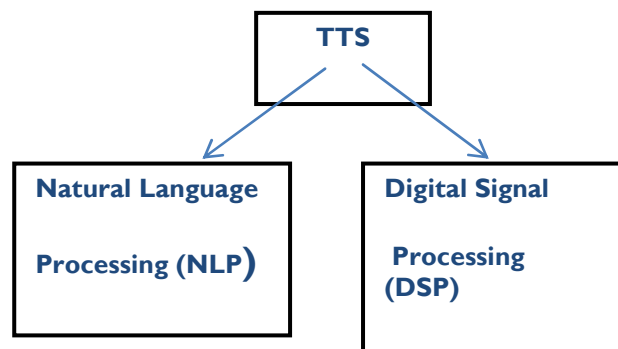 TTS
Natural Language
Processing (NLP)
Digital Signal
Processing
(DSP)